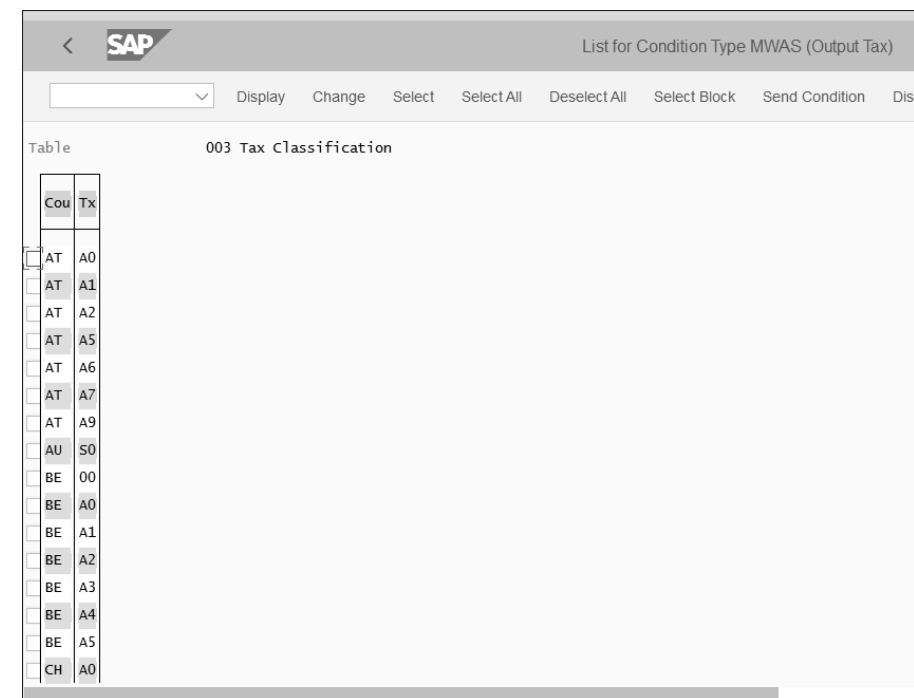 SAP List for Condition Type MWAS (Output Tax)
Display Change Select Select All Deselect All Select Block Send Condition Dis
Table 003 Tax Classification
Cou Tx
AT A0
AT A1
AT A2
AT A5
AT A6
AT A7
AT A9
AU S0
BE 00
BE A0
BE A1
BE A2
BE A3
BE A4
BE A5
CH A0